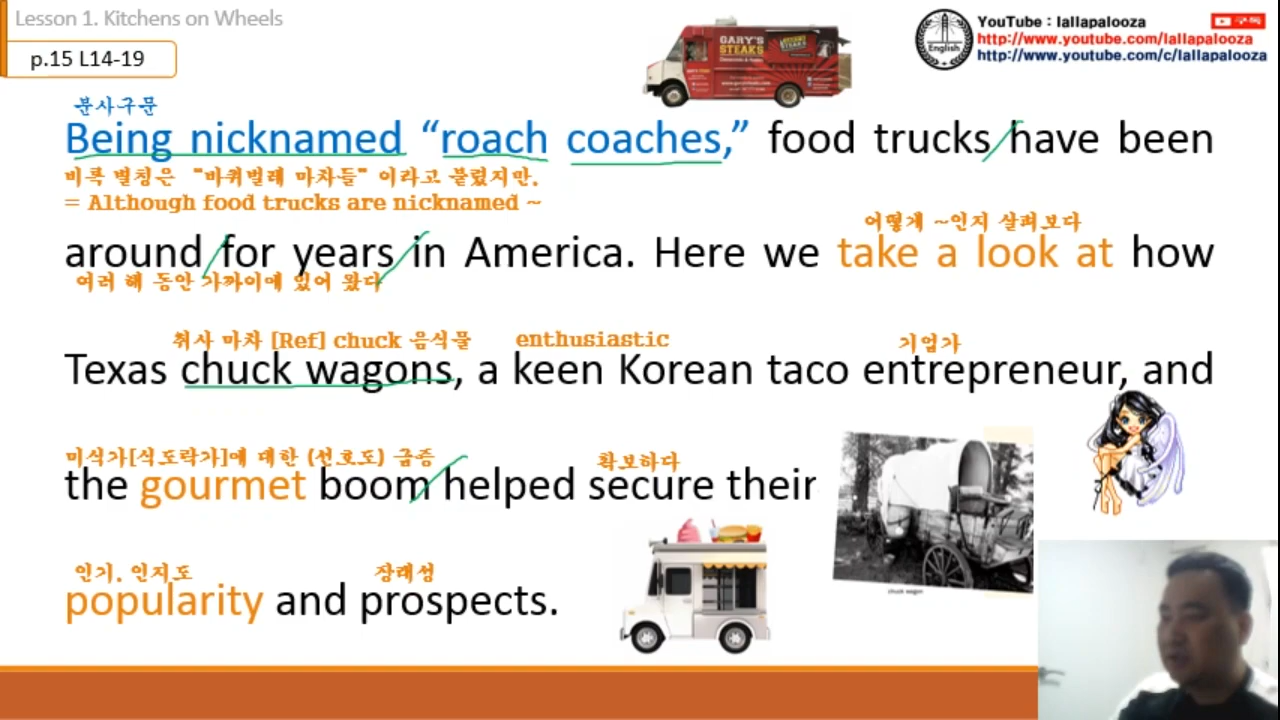 Lesson 1. Kitchens on Wheels
p.15 L14-19
YouTube : lallapalooza
구독
http://www.youtube.com/lallapalooza
http://www.youtube.com/c/lallapalooza
English
GARY'S
STEAKS
분사구문
Being nicknamed “roach coaches,” food trucks have been
비록 별칭은 "바퀴벌레 마차들" 이라고 불렸지만,
= Although food trucks are nicknamed ~
어떻게 ~인지 살펴보다
around for years in America. Here we take a look at how
여러 해 동안 가까이에 있어 왔다
취사 마차 [Ref] chuck 음식물 enthusiastic 기업가
Texas chuck wagons, a keen Korean taco entrepreneur, and
미식가[식도락가]에 대한 (선호도) 급증 확보하다
the gourmet boom helped secure their
chuck wagon
인기, 인지도 장래성
popularity and prospects.